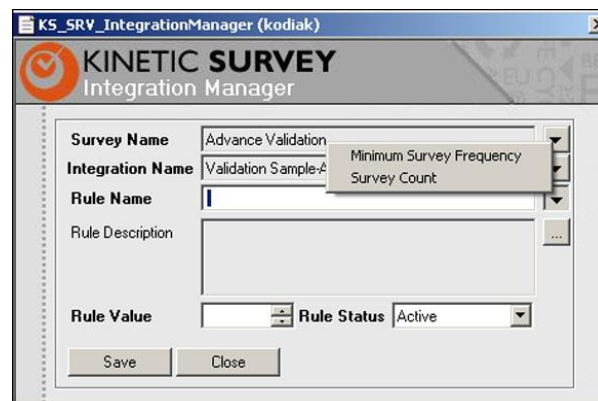 KS_SRV_IntegrationManager (kodiak)
KINETIC SURVEY
Integration Manager
Survey Name Advance Validation
Minimum Survey Frequency
Integration Name Validation Sample-A
Survey Count
Rule Name
Rule Description
...
Rule Value Rule Status Active
Save Close